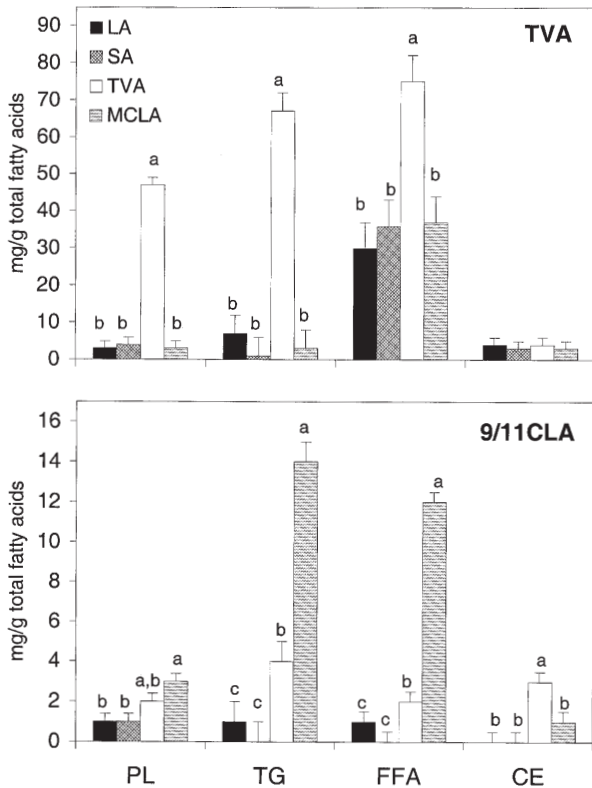 90
80
70
60
50
40
30
20
10
0
mg/g total fatty acids
LA
SA
TVA
MCLA
TVA
b b a b
b b a b
b b a b
16
14
12
10
8
6
4
2
0
mg/g total fatty acids
9/11CLA
b b a,b a
c c b a
c c b a
b b a b
PL TG FFA CE